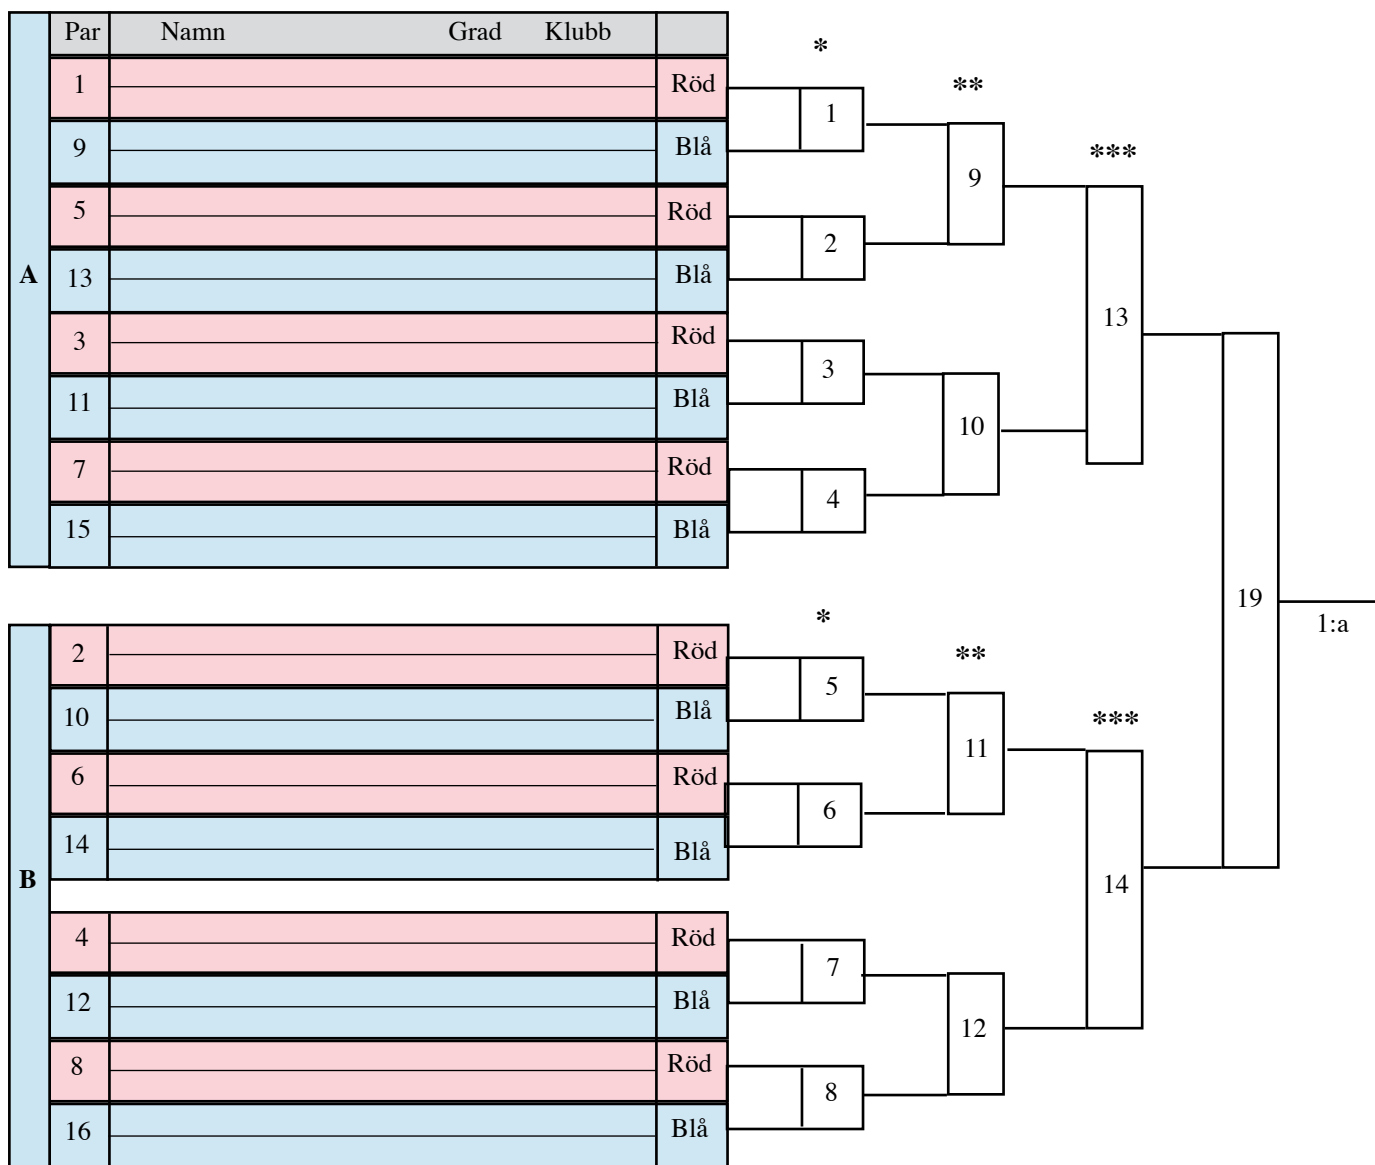 Par Namn Grad Klubb
*
1 Röd
1
**
9 Blå
9
***
5 Röd
2
A
13 Blå
13
3 Röd
3
11 Blå
10
7 Röd
4
15 Blå
19
1:a
*
2 Röd
5
**
10 Blå
11
***
6 Röd
6
14 Blå
B
14
4 Röd
7
12 Blå
12
8 Röd
8
16 Blå